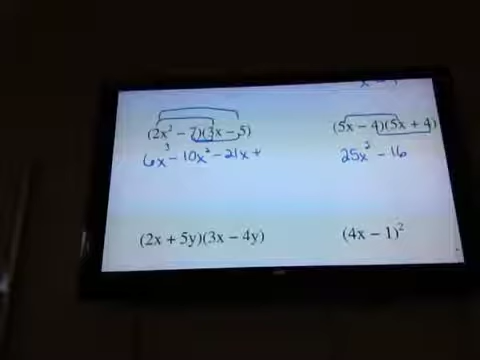 (2x² − 7)(3x − 5)
6x³ − 10x² − 21x +
(5x − 4)(5x + 4)
25x² − 16
(2x + 5y)(3x − 4y)
(4x − 1)²